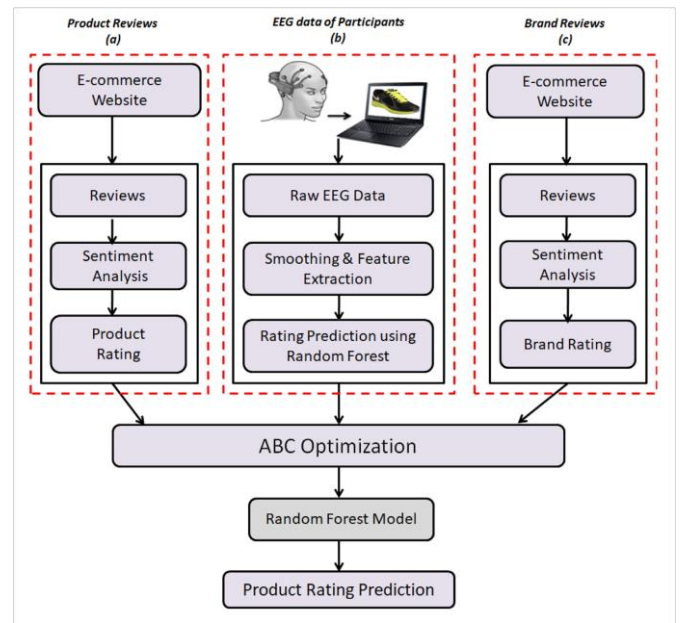 Product Reviews
(a)
E-commerce
Website
Reviews
Sentiment
Analysis
Product
Rating
EEG data of Participants
(b)
Raw EEG Data
Smoothing & Feature
Extraction
Rating Prediction using
Random Forest
Brand Reviews
(c)
E-commerce
Website
Reviews
Sentiment
Analysis
Brand Rating
ABC Optimization
Random Forest Model
Product Rating Prediction